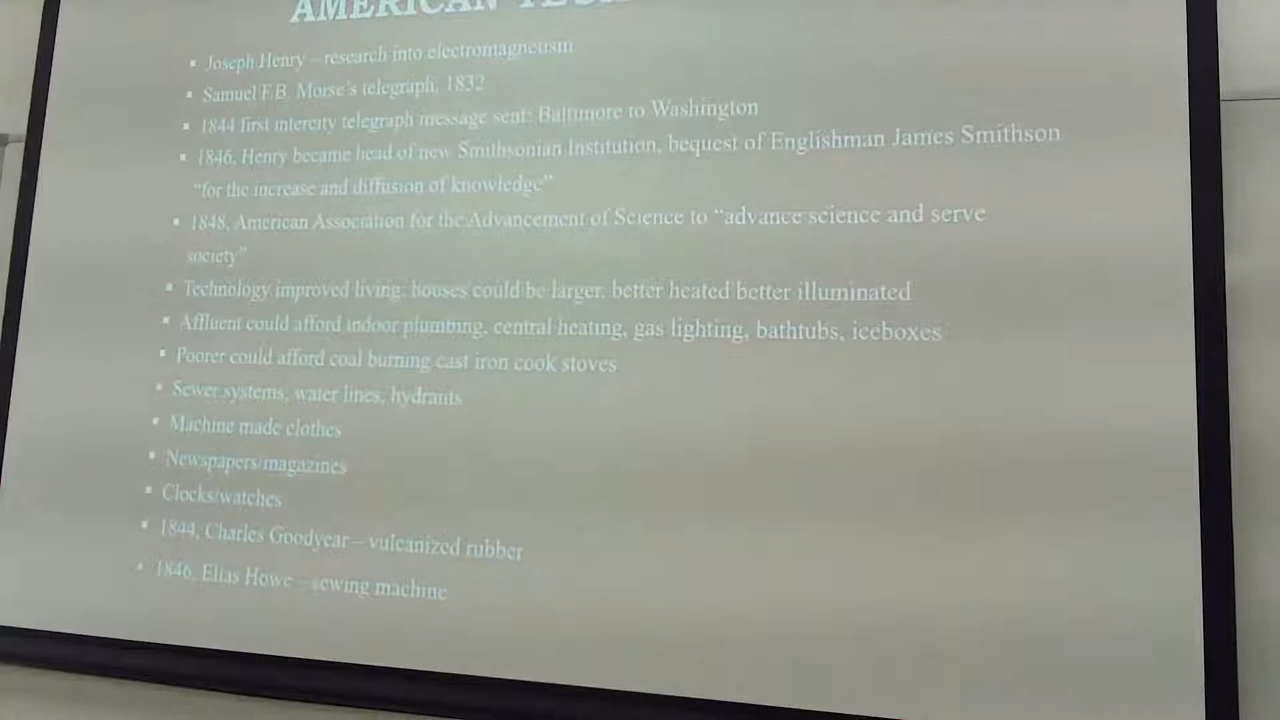 AMERICAN
▪ Joseph Henry – research into electromagnetism
▪ Samuel F.B. Morse's telegraph, 1832
▪ 1844 first intercity telegraph message sent: Baltimore to Washington
▪ 1846, Henry became head of new Smithsonian Institution, bequest of Englishman James Smithson
"for the increase and diffusion of knowledge"
▪ 1848, American Association for the Advancement of Science to "advance science and serve
society"
▪ Technology improved living: houses could be larger, better heated better illuminated
▪ Affluent could afford indoor plumbing, central heating, gas lighting, bathtubs, iceboxes
▪ Poorer could afford coal burning cast iron cook stoves
▪ Sewer systems, water lines, hydrants
▪ Machine made clothes
▪ Newspapers/magazines
▪ Clocks/watches
▪ 1844, Charles Goodyear – vulcanized rubber
▪ 1846, Elias Howe – sewing machine